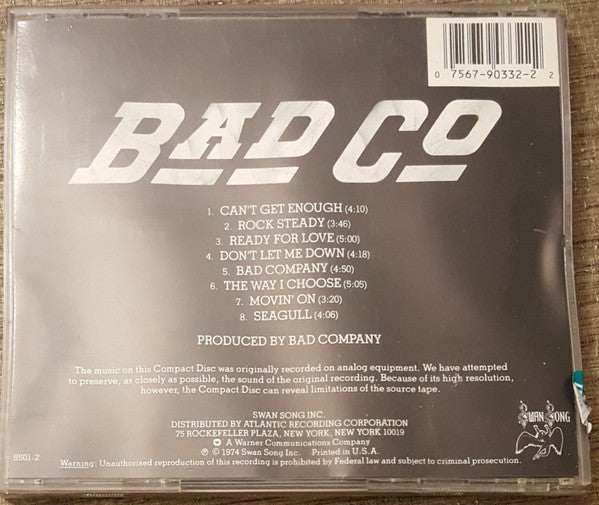 0 7567-90332-2 2
BAD CO
1. CAN'T GET ENOUGH (4:10)
2. ROCK STEADY (3:46)
3. READY FOR LOVE (5:00)
4. DON'T LET ME DOWN (4:18)
5. BAD COMPANY (4:50)
6. THE WAY I CHOOSE (5:05)
7. MOVIN' ON (3:20)
8. SEAGULL (4:06)
PRODUCED BY BAD COMPANY
The music on this Compact Disc was originally recorded on analog equipment. We have attempted
to preserve, as closely as possible, the sound of the original recording. Because of its high resolution,
however, the Compact Disc can reveal limitations of the source tape.
SWAN SONG INC.
DISTRIBUTED BY ATLANTIC RECORDING CORPORATION
75 ROCKEFELLER PLAZA, NEW YORK, NEW YORK 10019
A Warner Communications Company
℗ © 1974 Swan Song Inc. Printed in U.S.A.
SWAN SONG
8501-2
Warning: Unauthorized reproduction of this recording is prohibited by Federal law and subject to criminal prosecution.